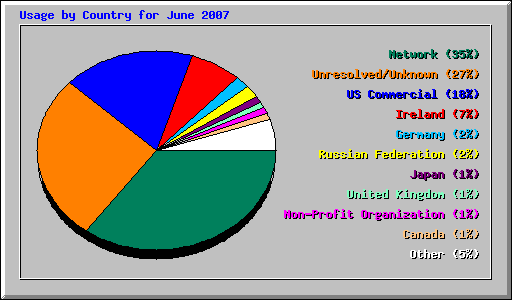 Usage by Country for June 2007
Network (35%)
Unresolved/Unknown (27%)
US Commercial (18%)
Ireland (7%)
Germany (2%)
Russian Federation (2%)
Japan (1%)
United Kingdom (1%)
Non-Profit Organization (1%)
Canada (1%)
Other (5%)